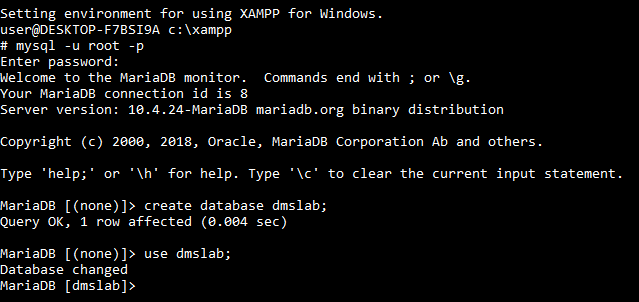 Setting environment for using XAMPP for Windows.
user@DESKTOP-F7BSI9A c:\xampp
# mysql -u root -p
Enter password:
Welcome to the MariaDB monitor.  Commands end with ; or \g.
Your MariaDB connection id is 8
Server version: 10.4.24-MariaDB mariadb.org binary distribution

Copyright (c) 2000, 2018, Oracle, MariaDB Corporation Ab and others.

Type 'help;' or '\h' for help. Type '\c' to clear the current input statement.

MariaDB [(none)]> create database dmslab;
Query OK, 1 row affected (0.004 sec)

MariaDB [(none)]> use dmslab;
Database changed
MariaDB [dmslab]>